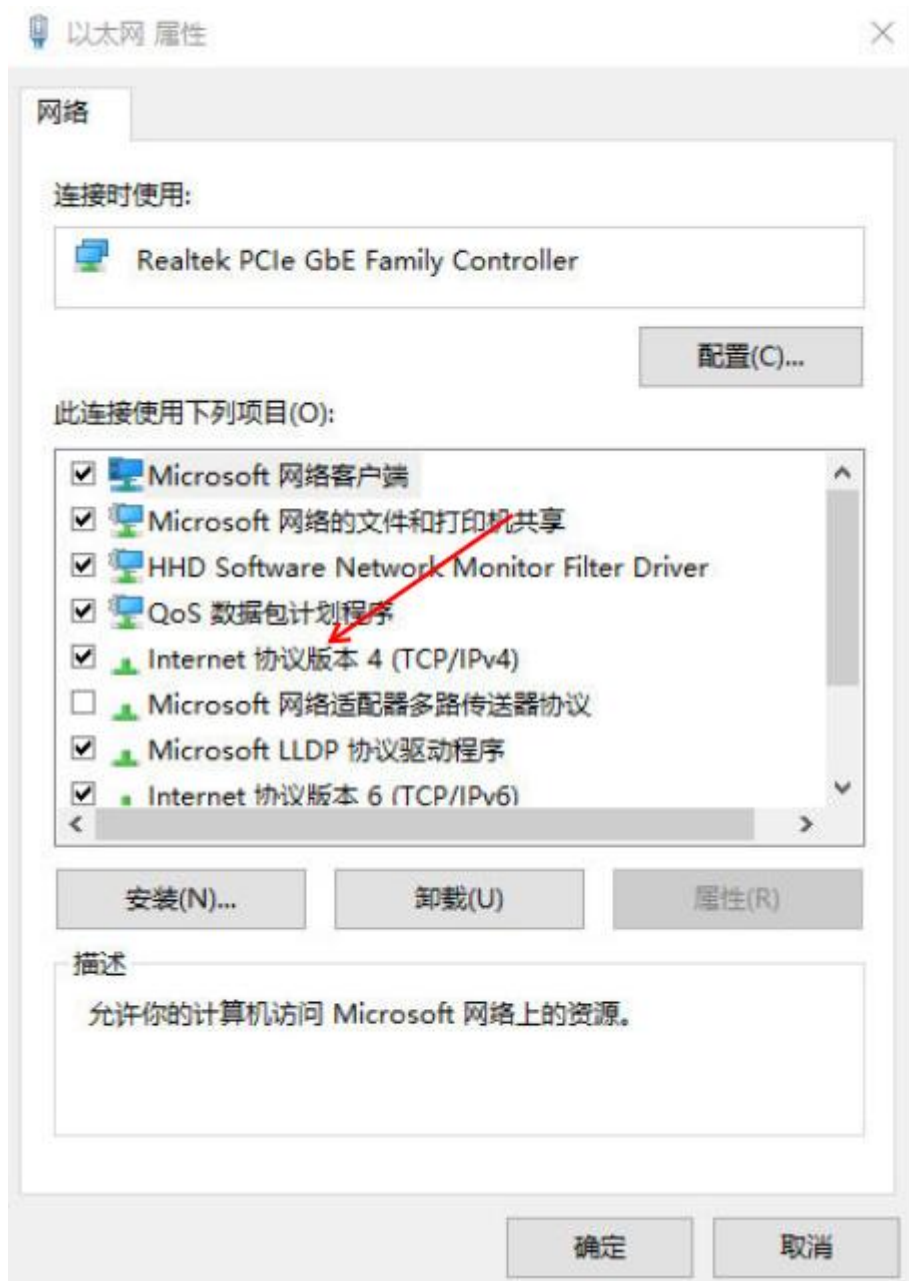 以太网 属性
网络
连接时使用:
Realtek PCIe GbE Family Controller
配置(C)...
此连接使用下列项目(O):
Microsoft 网络客户端
Microsoft 网络的文件和打印机共享
HHD Software Network Monitor Filter Driver
QoS 数据包计划程序
Internet 协议版本 4 (TCP/IPv4)
Microsoft 网络适配器多路传送器协议
Microsoft LLDP 协议驱动程序
Internet 协议版本 6 (TCP/IPv6)
安装(N)... 卸载(U) 属性(R)
描述
允许你的计算机访问 Microsoft 网络上的资源。
确定 取消